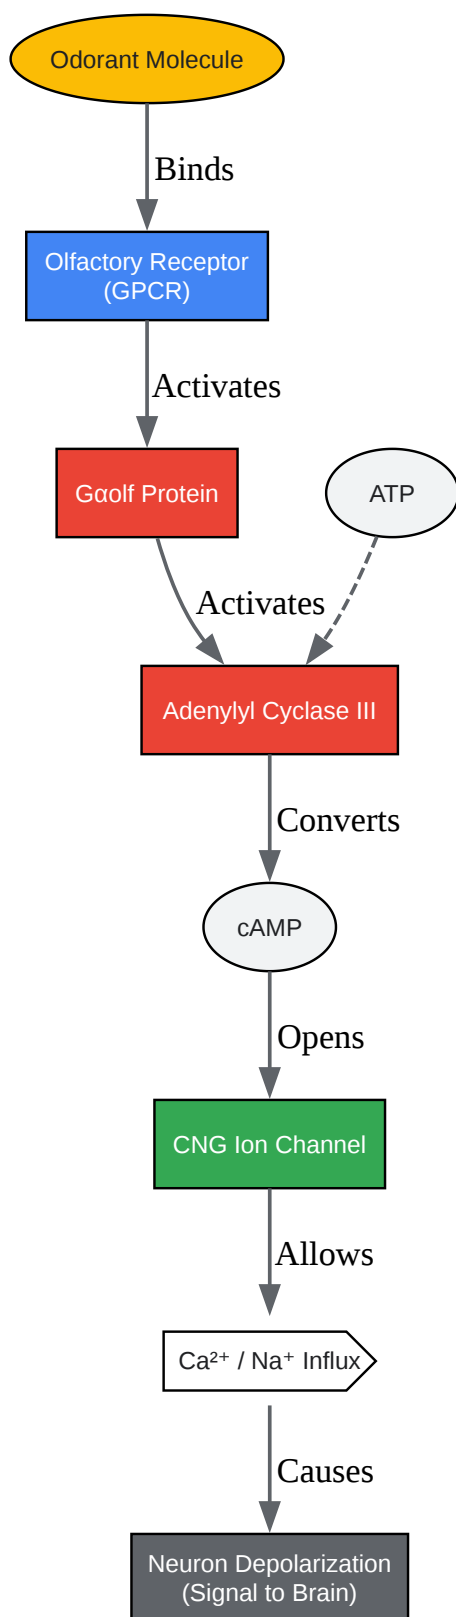 Odorant Molecule
Binds
Olfactory Receptor
(GPCR)
Activates
Gαolf Protein
ATP
Activates
Adenylyl Cyclase III
Converts
cAMP
Opens
CNG Ion Channel
Allows
Ca²⁺ / Na⁺ Influx
Causes
Neuron Depolarization
(Signal to Brain)